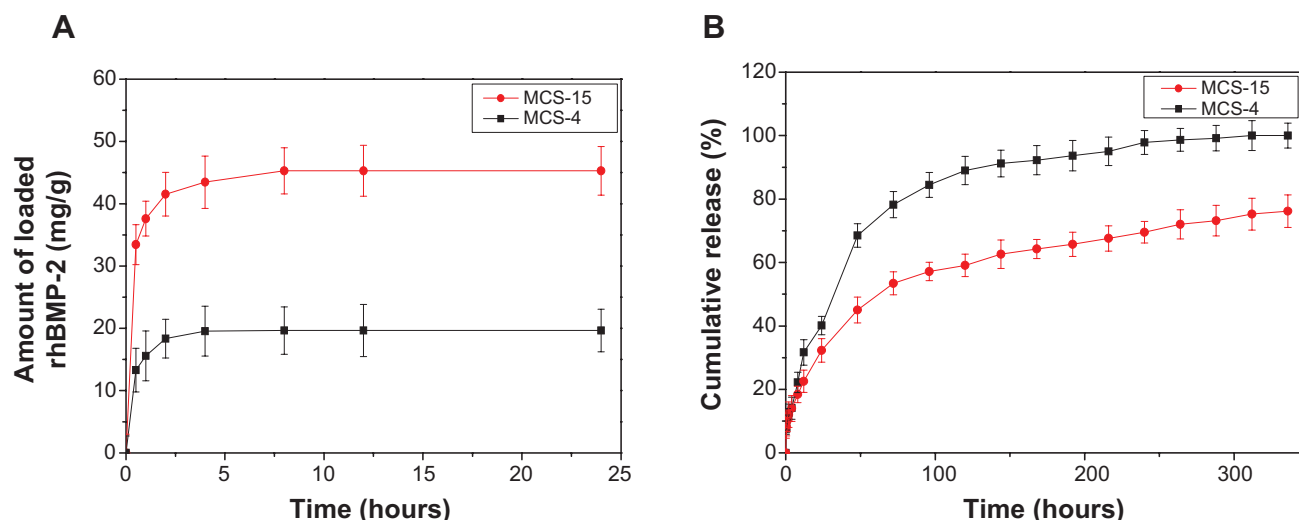 A
60
50
40
30
20
10
0
0
5
10
15
20
25
Amount of loaded
rhBMP-2 (mg/g)
Time (hours)
MCS-15
MCS-4
B
120
100
80
60
40
20
0
0
100
200
300
Cumulative release (%)
Time (hours)
MCS-15
MCS-4